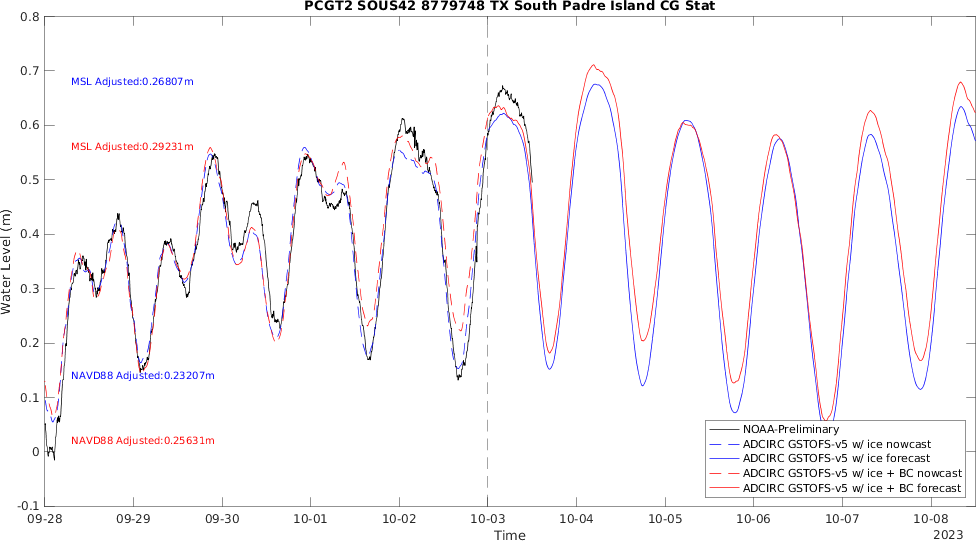 PCGT2 SOUS42 8779748 TX South Padre Island CG Stat
0.8
0.7
0.6
0.5
0.4
0.3
0.2
0.1
0
-0.1
Water Level (m)
MSL Adjusted:0.26807m
MSL Adjusted:0.29231m
NAVD88 Adjusted:0.23207m
NAVD88 Adjusted:0.25631m
NOAA-Preliminary
ADCIRC GSTOFS-v5 w/ ice nowcast
ADCIRC GSTOFS-v5 w/ ice forecast
ADCIRC GSTOFS-v5 w/ ice + BC nowcast
ADCIRC GSTOFS-v5 w/ ice + BC forecast
09-28 09-29 09-30 10-01 10-02 10-03 10-04 10-05 10-06 10-07 10-08
Time
2023